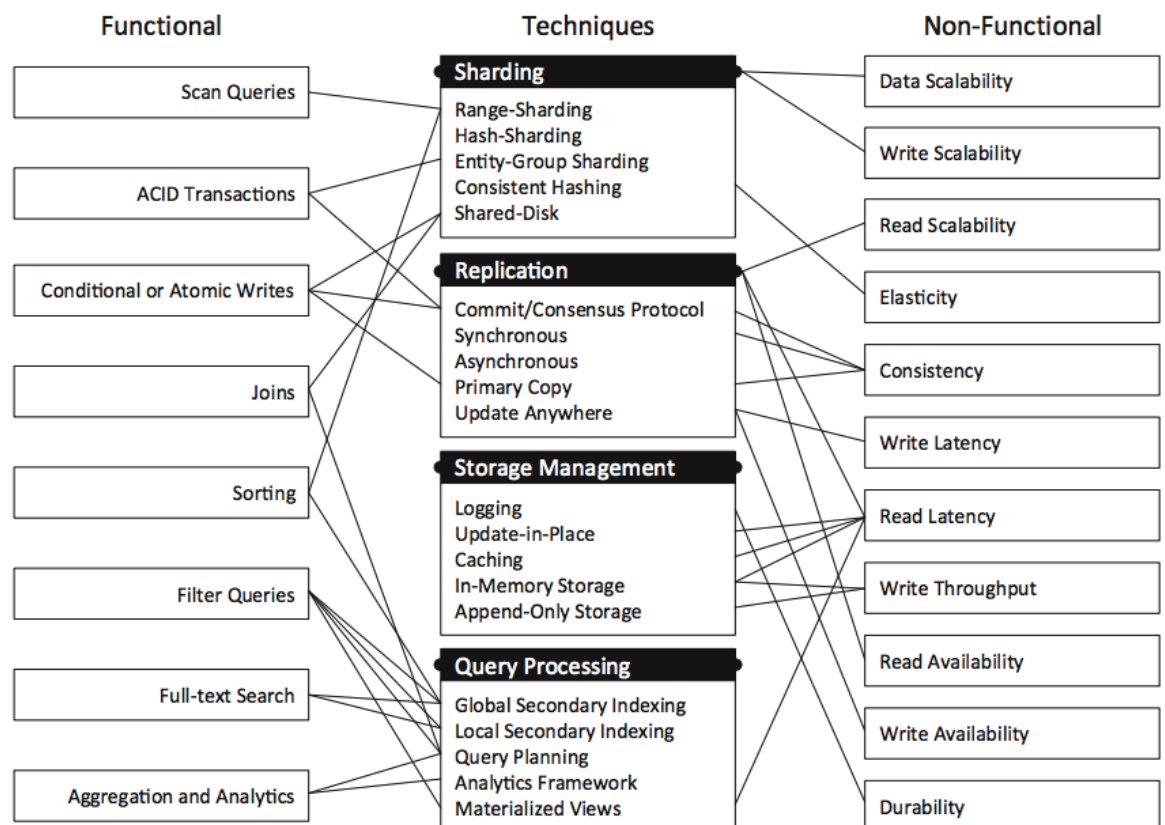 Functional
Techniques
Non-Functional
Scan Queries
ACID Transactions
Conditional or Atomic Writes
Joins
Sorting
Filter Queries
Full-text Search
Aggregation and Analytics
Sharding
Range-Sharding
Hash-Sharding
Entity-Group Sharding
Consistent Hashing
Shared-Disk
Replication
Commit/Consensus Protocol
Synchronous
Asynchronous
Primary Copy
Update Anywhere
Storage Management
Logging
Update-in-Place
Caching
In-Memory Storage
Append-Only Storage
Query Processing
Global Secondary Indexing
Local Secondary Indexing
Query Planning
Analytics Framework
Materialized Views
Data Scalability
Write Scalability
Read Scalability
Elasticity
Consistency
Write Latency
Read Latency
Write Throughput
Read Availability
Write Availability
Durability